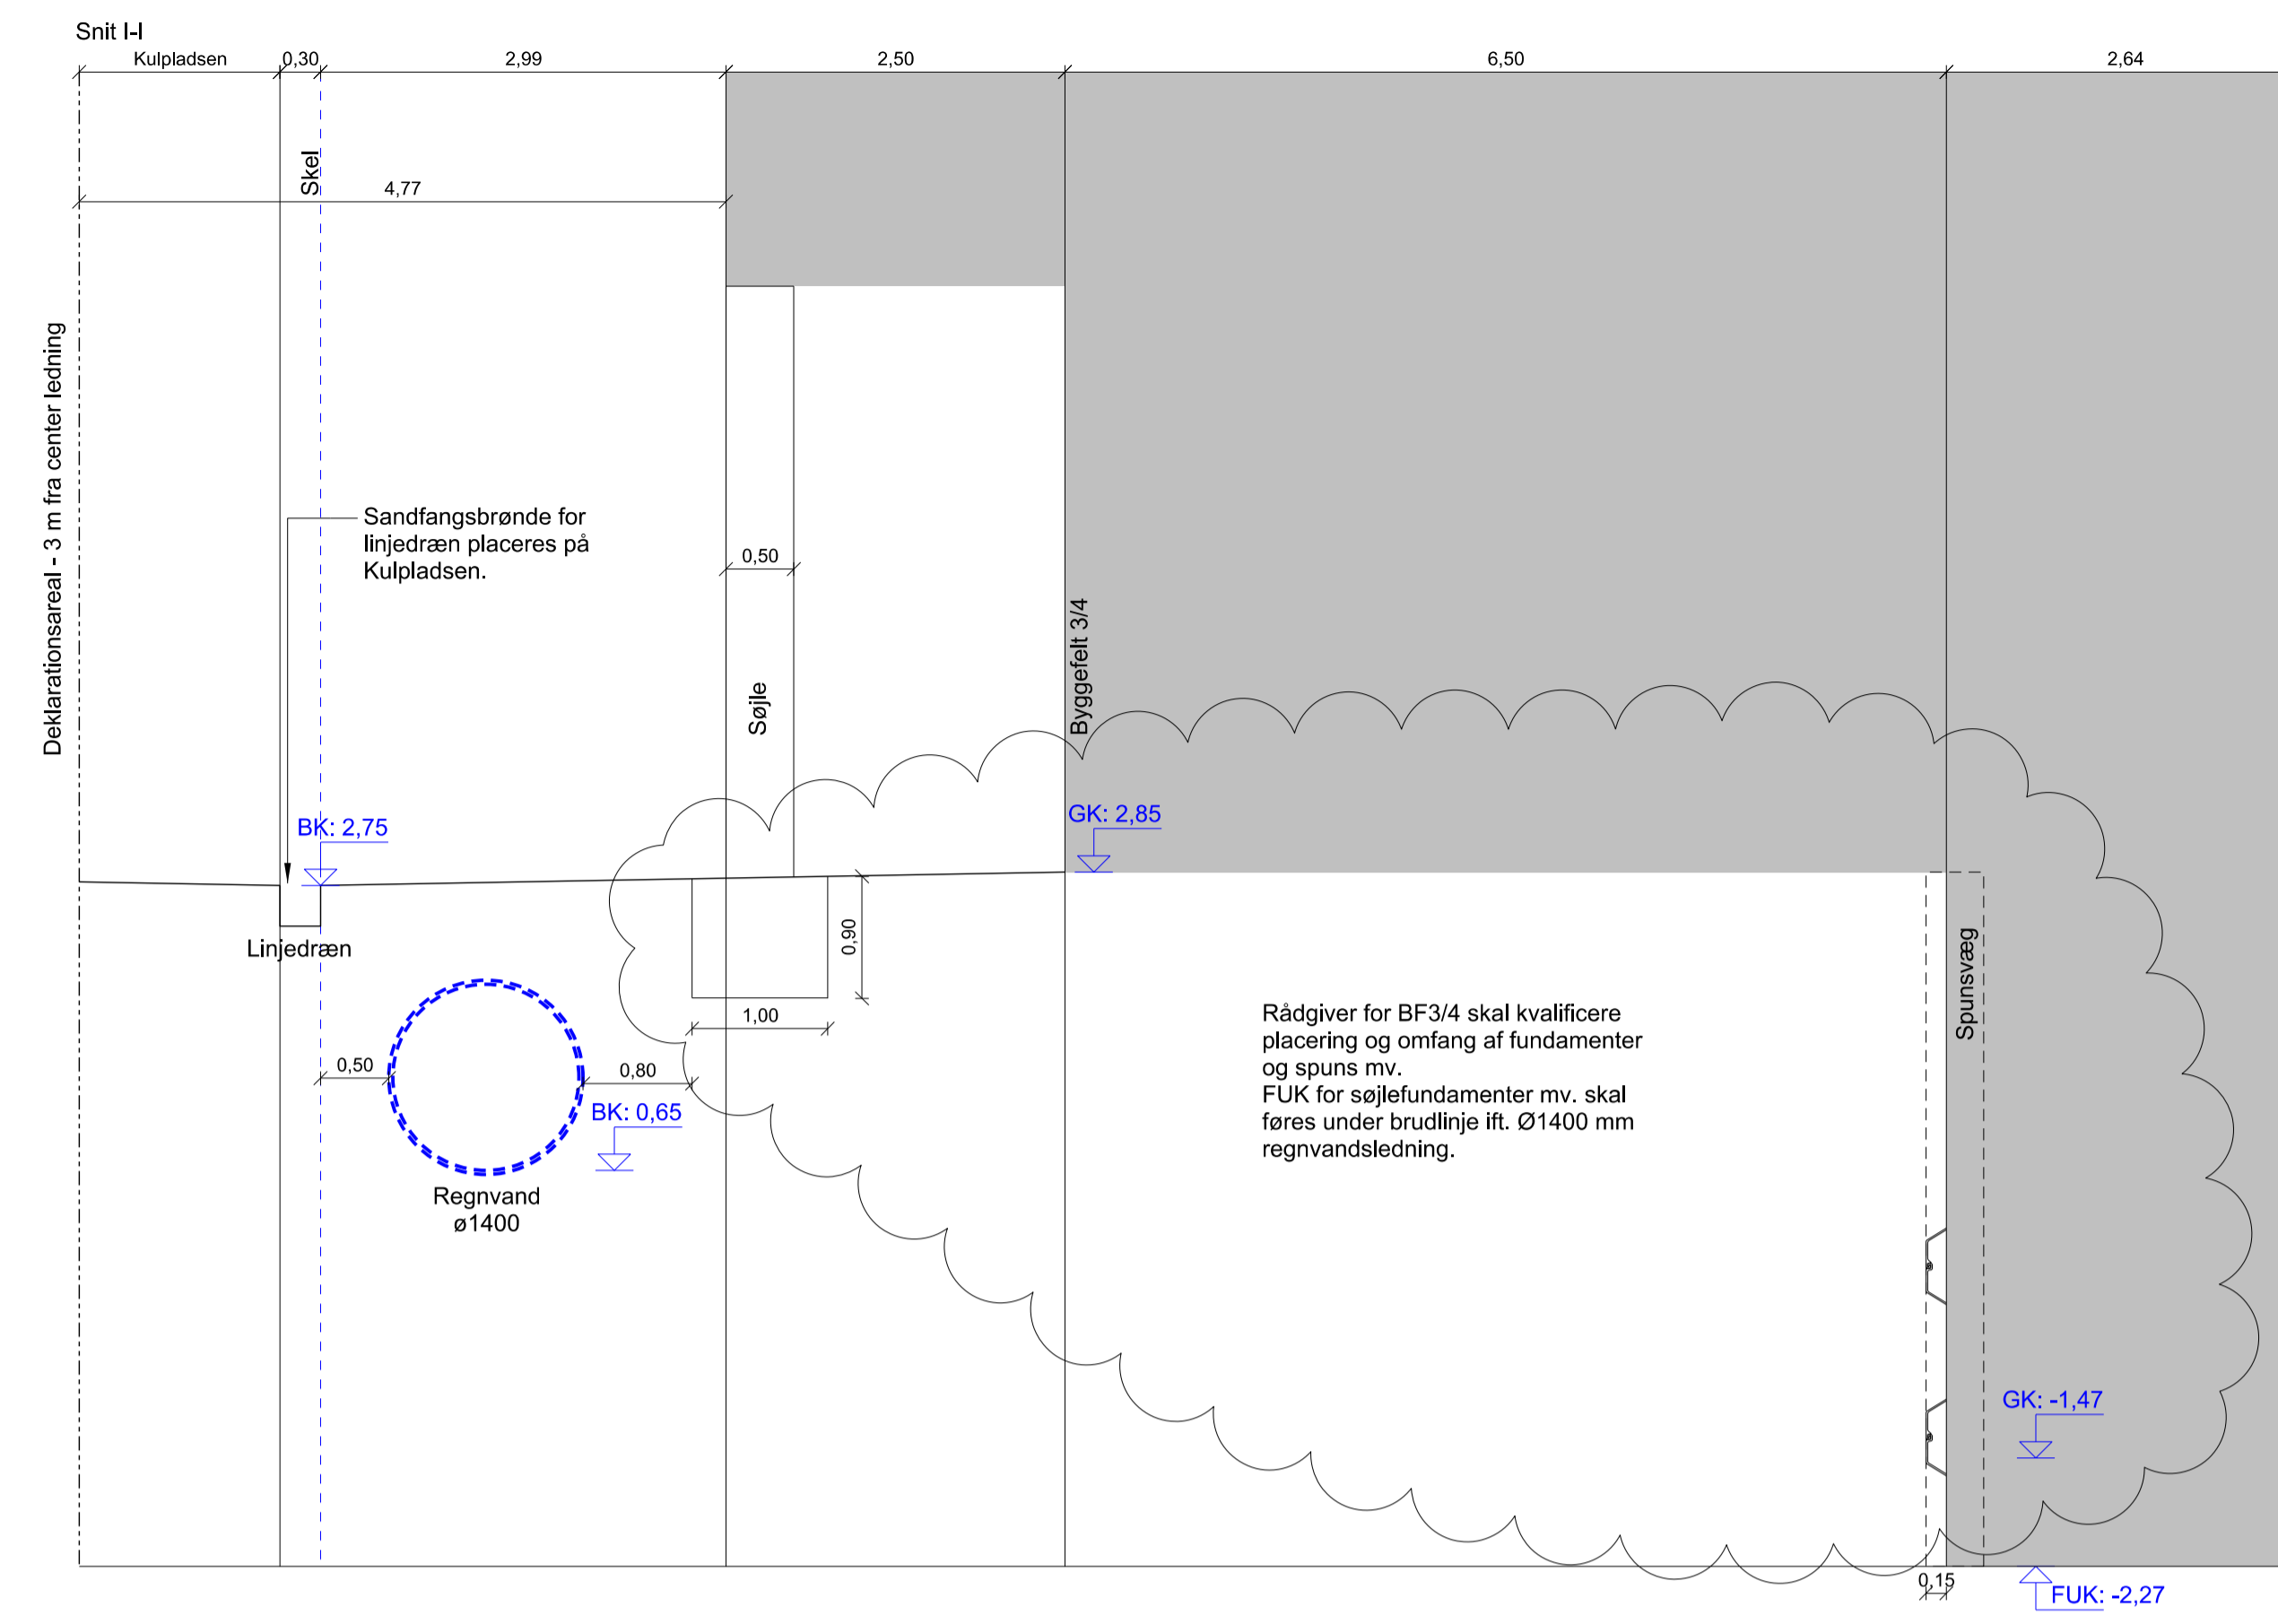 Snit I-I
Kulpladsen
0,30
2,99
2,50
6,50
2,64
Skel
4,77
Deklarationsareal - 3 m fra center ledning
Sandfangsbrønde for
linjedræn placeres på
Kulpladsen.
0,50
Søjle
Byggefelt 3/4
BK: 2,75
GK: 2,85
Linjedræn
0,90
1,00
0,50
0,80
BK: 0,65
Regnvand
ø1400
Rådgiver for BF3/4 skal kvalificere
placering og omfang af fundamenter
og spuns mv.
FUK for søjlefundamenter mv. skal
føres under brudlinje ift. Ø1400 mm
regnvandsledning.
Spunsvæg
GK: -1,47
0,15
FUK: -2,27